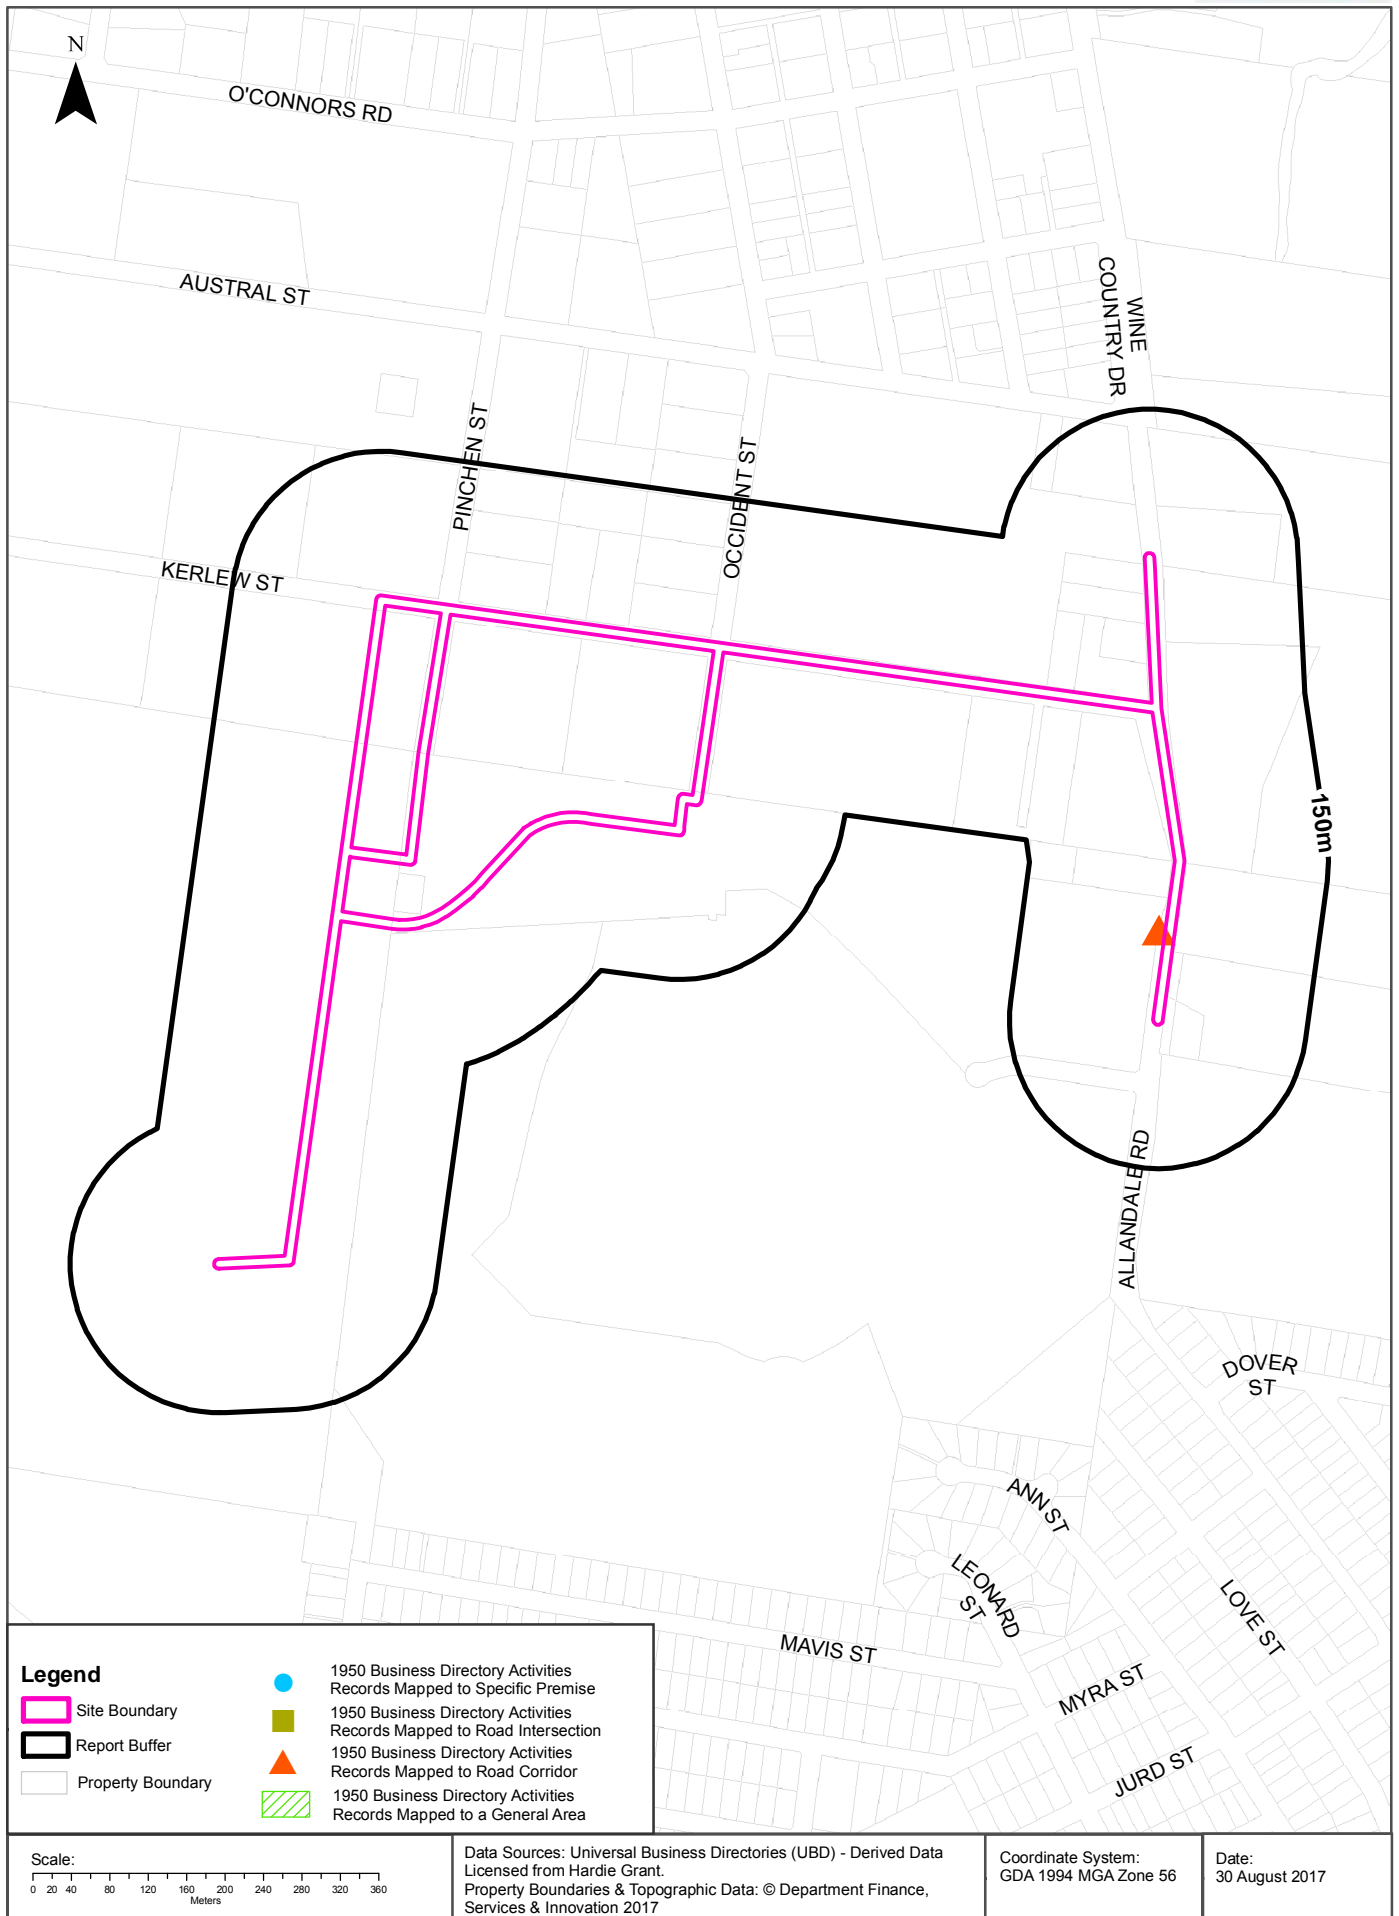 N
O'CONNORS RD
AUSTRAL ST
WINE
COUNTRY DR
PINCHEN ST
OCCIDENT ST
KERLEW ST
150m
ALLANDALE RD
DOVER
ST
ANN ST
LEONARD
ST
LOVE ST
MAVIS ST
MYRA ST
JURD ST
Legend
Site Boundary
Report Buffer
Property Boundary
1950 Business Directory Activities
Records Mapped to Specific Premise
1950 Business Directory Activities
Records Mapped to Road Intersection
1950 Business Directory Activities
Records Mapped to Road Corridor
1950 Business Directory Activities
Records Mapped to a General Area
Scale:
0 20 40 80 120 160 200 240 280 320 360
Meters
Data Sources: Universal Business Directories (UBD) - Derived Data
Licensed from Hardie Grant.
Property Boundaries & Topographic Data: © Department Finance,
Services & Innovation 2017
Coordinate System:
GDA 1994 MGA Zone 56
Date:
30 August 2017